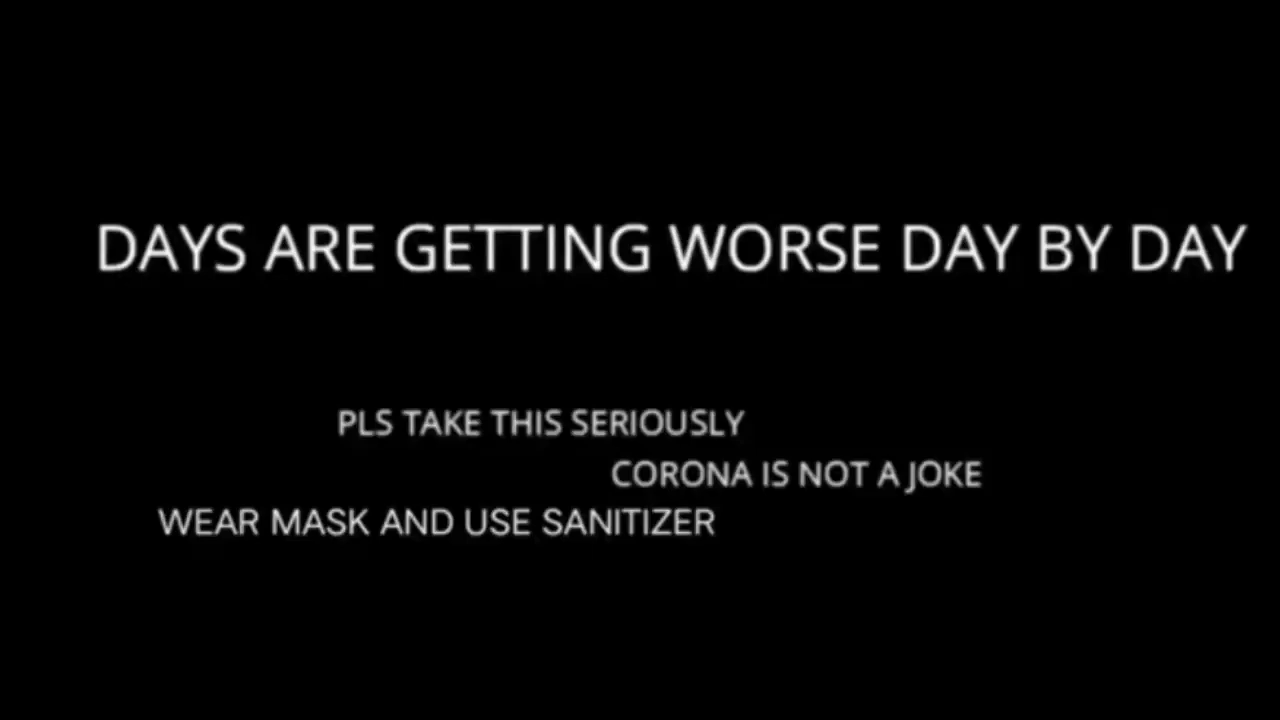 DAYS ARE GETTING WORSE DAY BY DAY
PLS TAKE THIS SERIOUSLY
CORONA IS NOT A JOKE
WEAR MASK AND USE SANITIZER